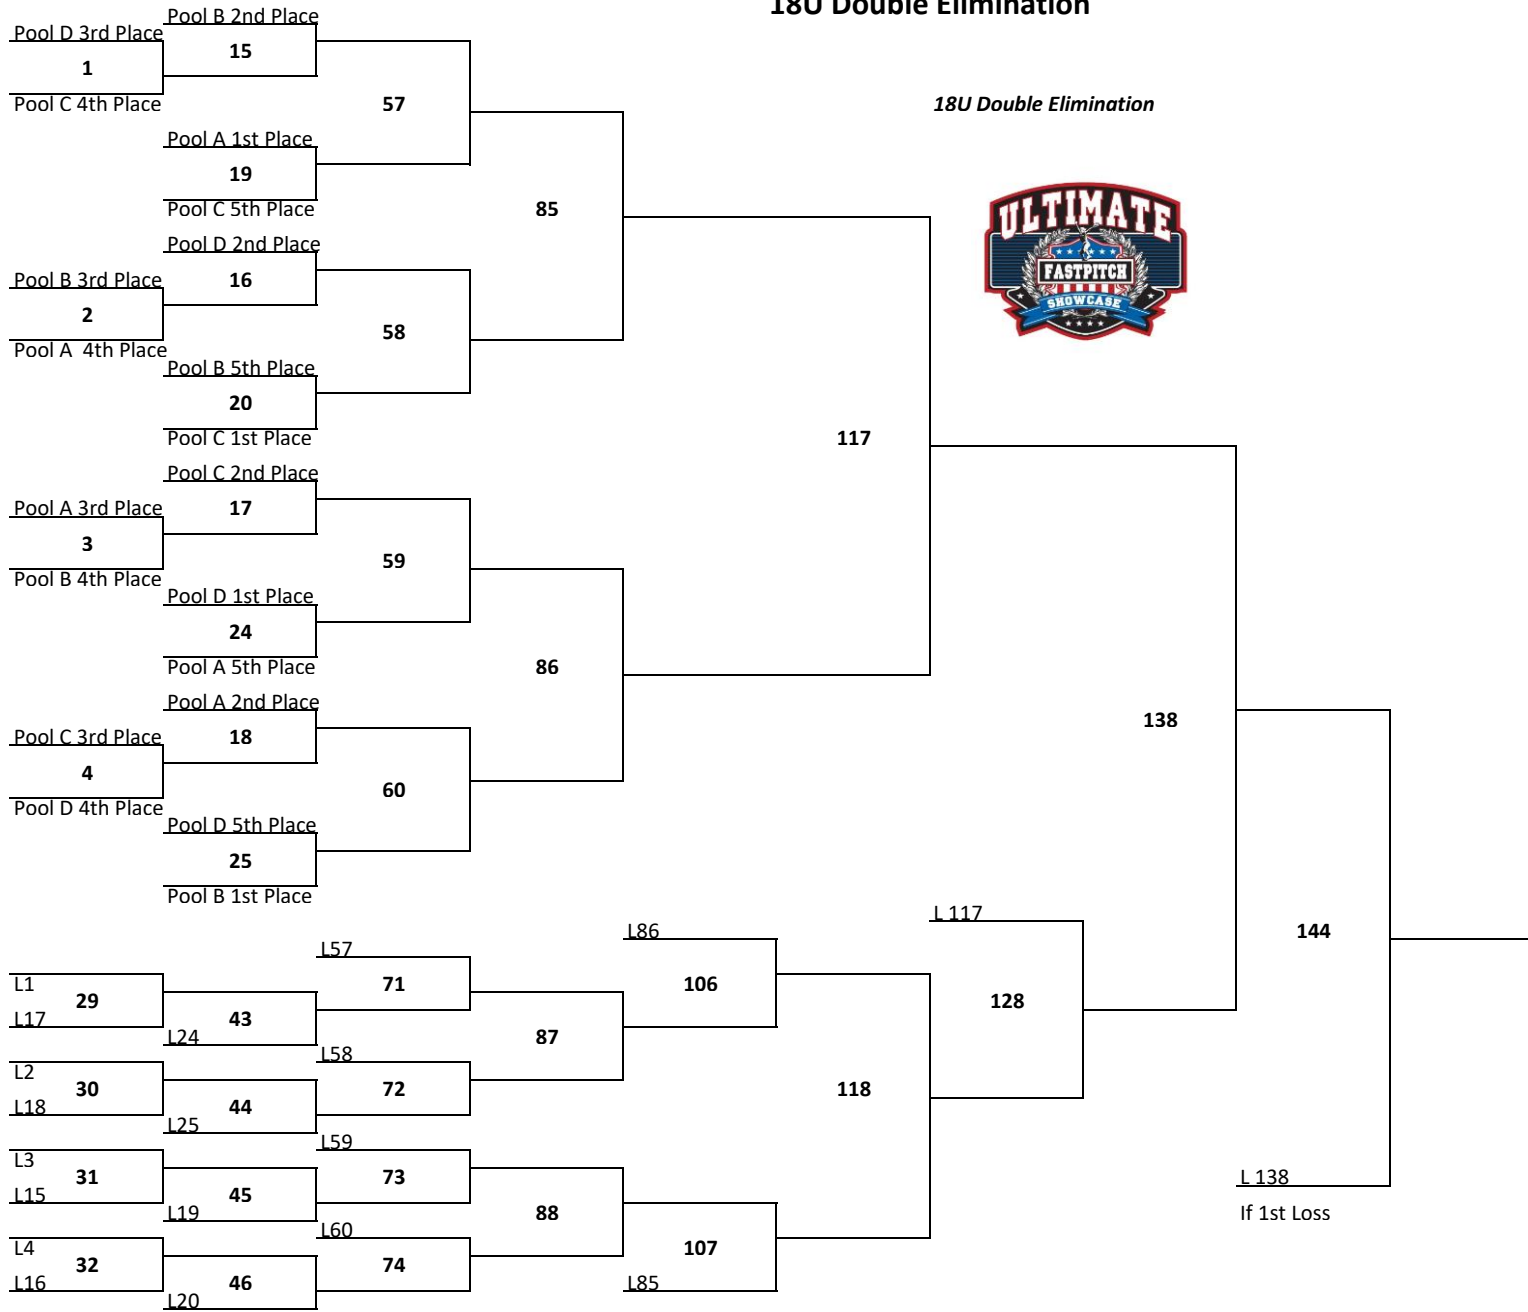 18U Double Elimination
Pool B 2nd Place
Pool D 3rd Place
15
1
Pool C 4th Place
57
18U Double Elimination
Pool A 1st Place
19
Pool C 5th Place
85
ULTIMATE
FASTPITCH
SHOWCASE
Pool D 2nd Place
Pool B 3rd Place
16
2
58
Pool A  4th Place
Pool B 5th Place
20
Pool C 1st Place
117
Pool C 2nd Place
Pool A 3rd Place
17
3
59
Pool B 4th Place
Pool D 1st Place
24
Pool A 5th Place
86
Pool A 2nd Place
Pool C 3rd Place
18
138
4
60
Pool D 4th Place
Pool D 5th Place
25
Pool B 1st Place
L 117
L86
144
L57
L1
29
71
106
128
L17
43
L24
87
L58
L2
30
72
118
L18
44
L25
L59
L3
31
73
L 138
L15
45
L19
88
If 1st Loss
L60
L4
32
74
107
L16
46
L85
L20